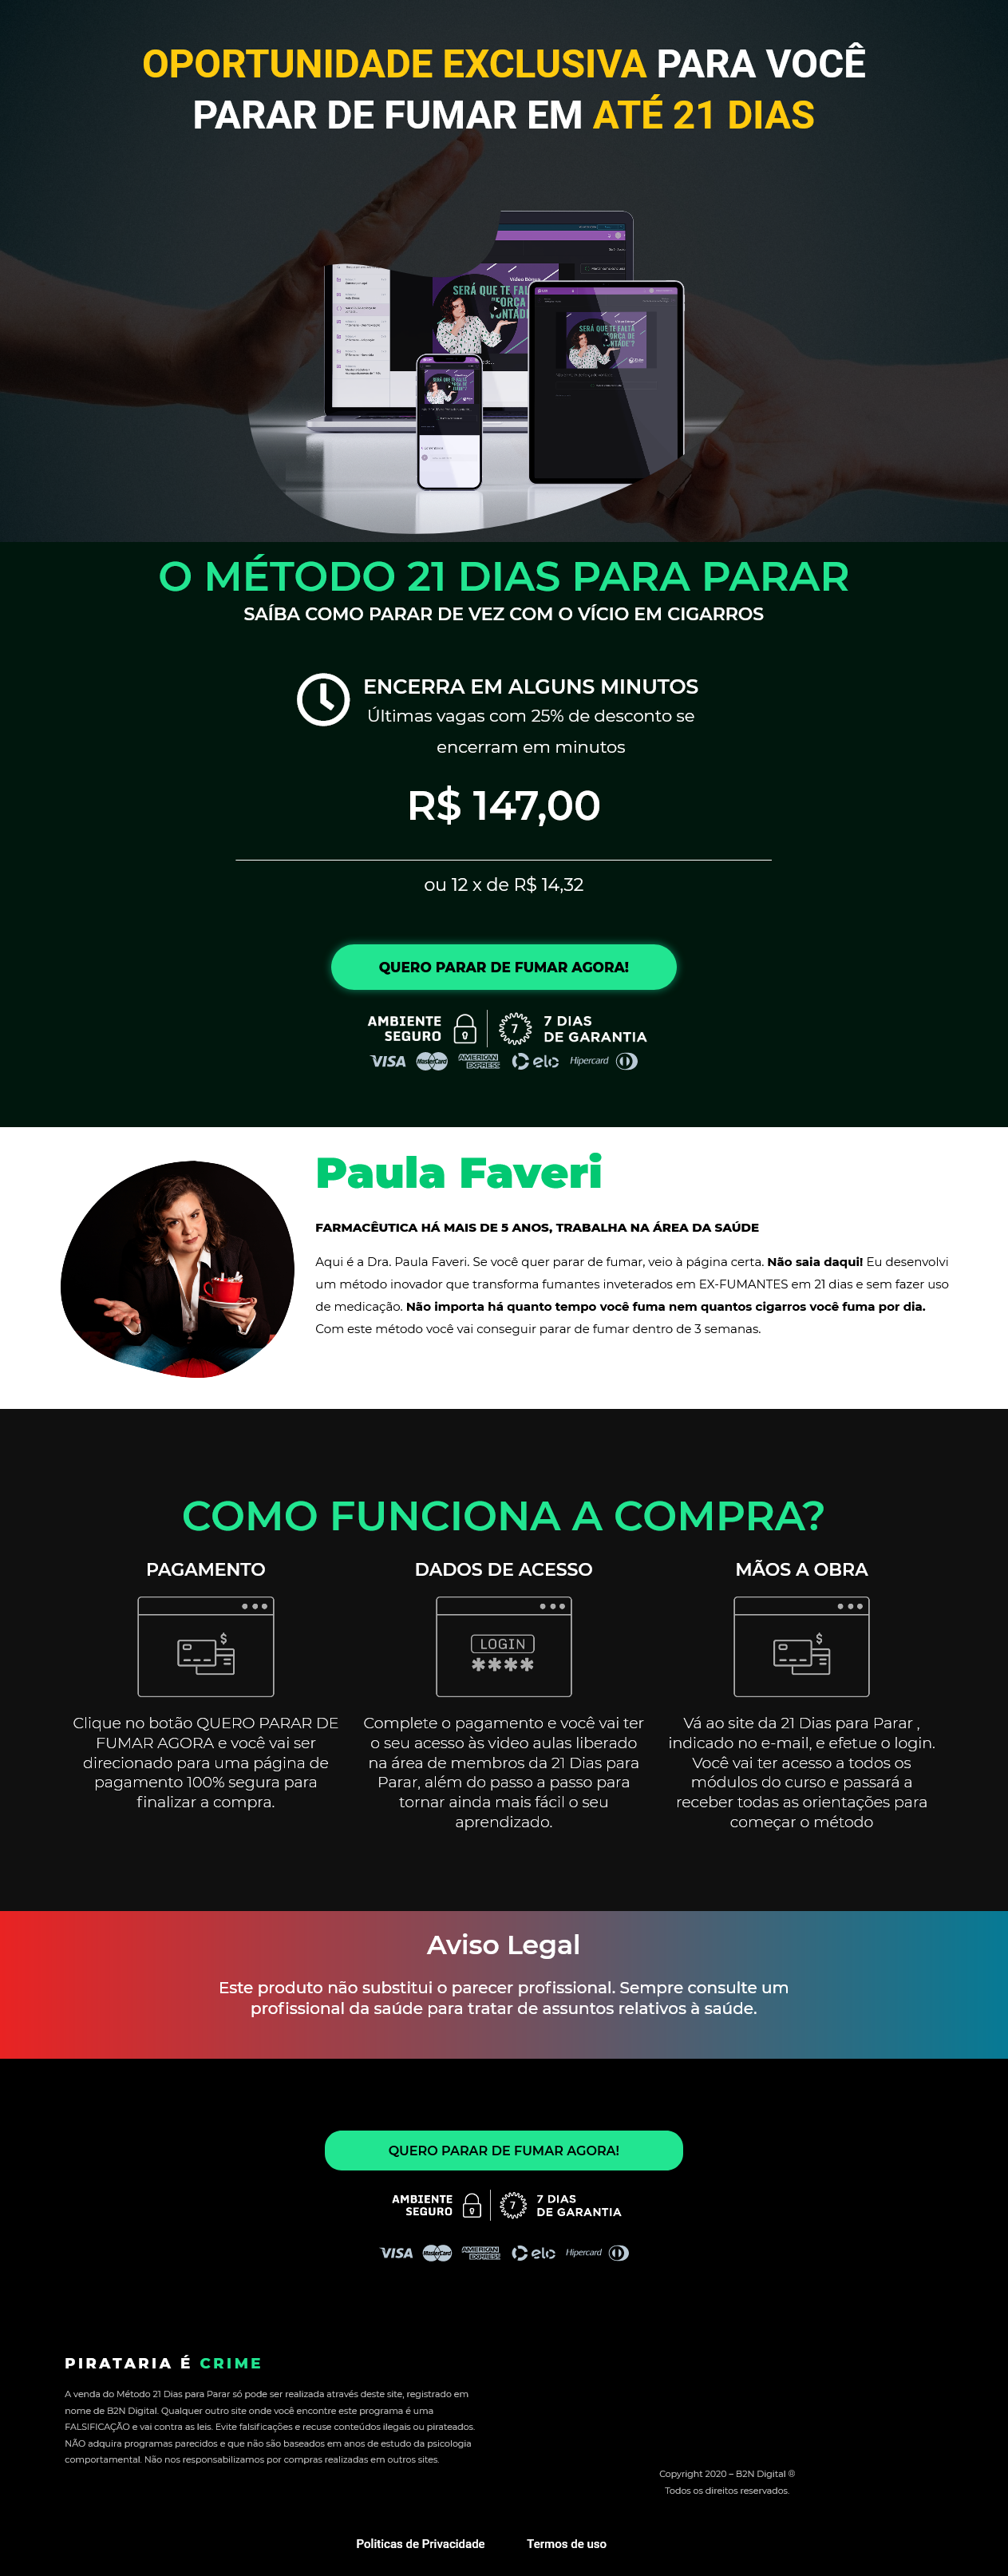 OPORTUNIDADE EXCLUSIVA PARA VOCÊ
PARAR DE FUMAR EM ATÉ 21 DIAS
Vídeo Bônus
SERÁ QUE TE FALTA
FORÇA DE
SERÁ QUE TE FALTA
FORÇA DE
VONTADE"?
O MÉTODO 21 DIAS PARA PARAR
SAÍBA COMO PARAR DE VEZ COM O VÍCIO EM CIGARROS
ENCERRA EM ALGUNS MINUTOS
Últimas vagas com 25% de desconto se
encerram em minutos
R$ 147,00
ou 12 x de R$ 14,32
QUERO PARAR DE FUMAR AGORA!
AMBIENTE
SEGURO
7
7 DIAS
DE GARANTIA
VISA MasterCard AMERICAN EXPRESS elo Hipercard
Paula Faveri
FARMACÊUTICA HÁ MAIS DE 5 ANOS, TRABALHA NA ÁREA DA SAÚDE
Aqui é a Dra. Paula Faveri. Se você quer parar de fumar, veio à página certa. Não saia daqui! Eu desenvolvi
um método inovador que transforma fumantes inveterados em EX-FUMANTES em 21 dias e sem fazer uso
de medicação. Não importa há quanto tempo você fuma nem quantos cigarros você fuma por dia.
Com este método você vai conseguir parar de fumar dentro de 3 semanas.
COMO FUNCIONA A COMPRA?
PAGAMENTO
$
Clique no botão QUERO PARAR DE
FUMAR AGORA e você vai ser
direcionado para uma página de
pagamento 100% segura para
finalizar a compra.
DADOS DE ACESSO
LOGIN
****
Complete o pagamento e você vai ter
o seu acesso às video aulas liberado
na área de membros da 21 Dias para
Parar, além do passo a passo para
tornar ainda mais fácil o seu
aprendizado.
MÃOS A OBRA
$
Vá ao site da 21 Dias para Parar ,
indicado no e-mail, e efetue o login.
Você vai ter acesso a todos os
módulos do curso e passará a
receber todas as orientações para
começar o método
Aviso Legal
Este produto não substitui o parecer profissional. Sempre consulte um
profissional da saúde para tratar de assuntos relativos à saúde.
QUERO PARAR DE FUMAR AGORA!
AMBIENTE
SEGURO
7
7 DIAS
DE GARANTIA
VISA MasterCard AMERICAN EXPRESS elo Hipercard
PIRATARIA É CRIME
A venda do Método 21 Dias para Parar só pode ser realizada através deste site, registrado em
nome de B2N Digital. Qualquer outro site onde você encontre este programa é uma
FALSIFICAÇÃO e vai contra as leis. Evite falsificações e recuse conteúdos ilegais ou pirateados.
NÃO adquira programas parecidos e que não são baseados em anos de estudo da psicologia
comportamental. Não nos responsabilizamos por compras realizadas em outros sites.
Copyright 2020 – B2N Digital ®
Todos os direitos reservados.
Politicas de Privacidade
Termos de uso